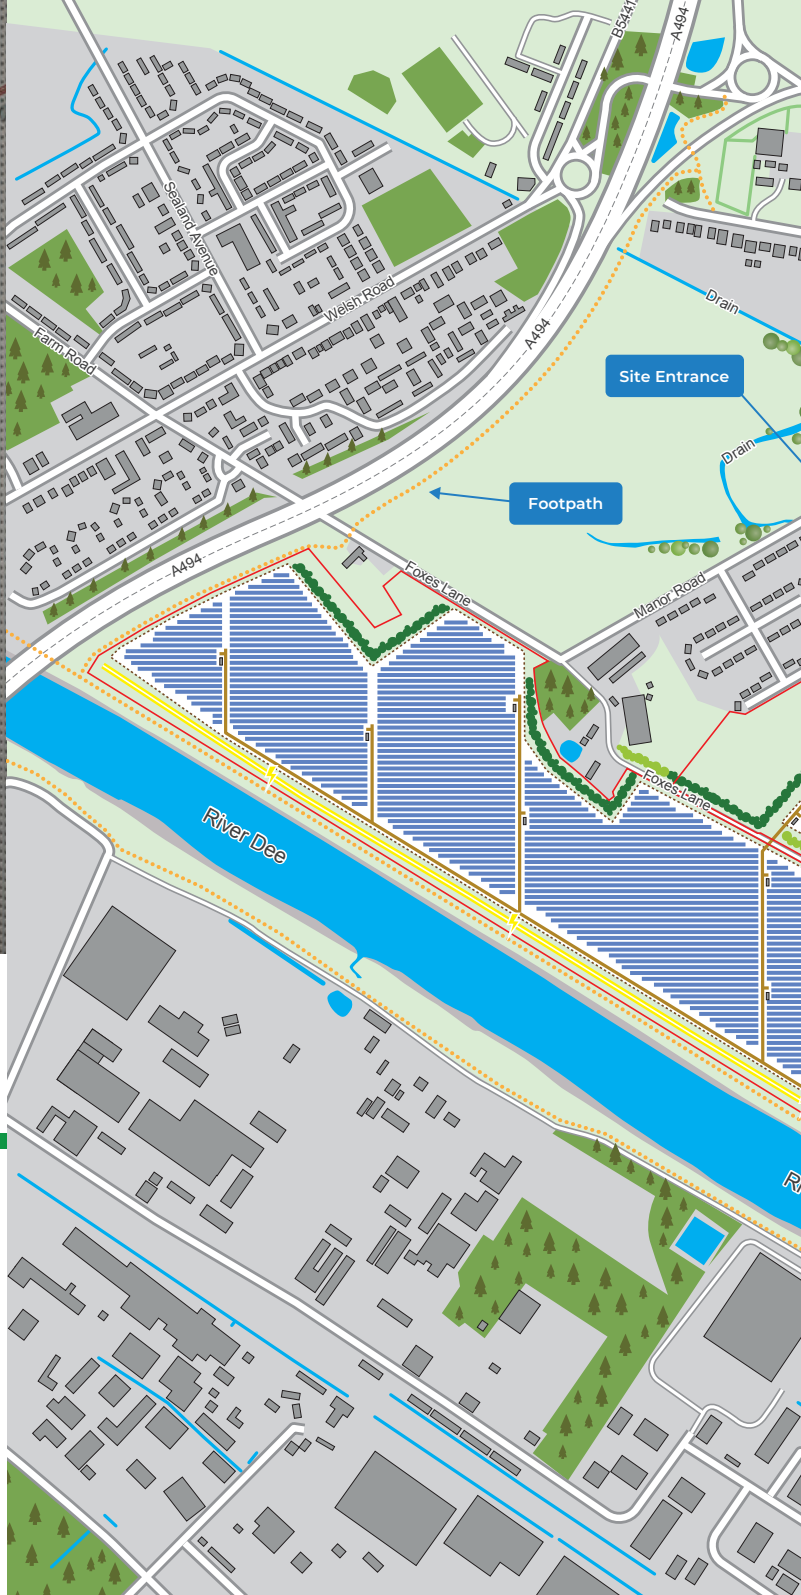 B5441
A494
Sealand Avenue
Welsh Road
Farm Road
A494
Drain
Site Entrance
Drain
Footpath
A494
Foxes Lane
Manor Road
Foxes Lane
River Dee